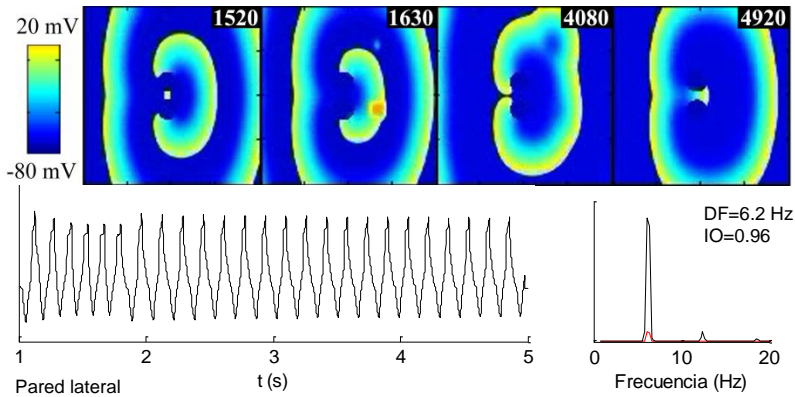 20 mV
1520
1630
4080
4920
-80 mV
DF=6.2 Hz
IO=0.96
1 2 3 4 5
0 10 20
Pared lateral
t (s)
Frecuencia (Hz)